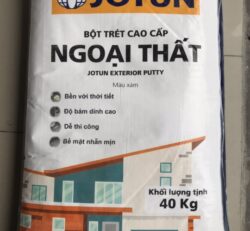 JOTUN
BỘT TRÉT CAO CẤP
NGOẠI THẤT
JOTUN EXTERIOR PUTTY
Màu xám
Bền với thời tiết
Độ bám dính cao
Dễ thi công
Bề mặt nhẵn mịn
Khối lượng tịnh
40 Kg